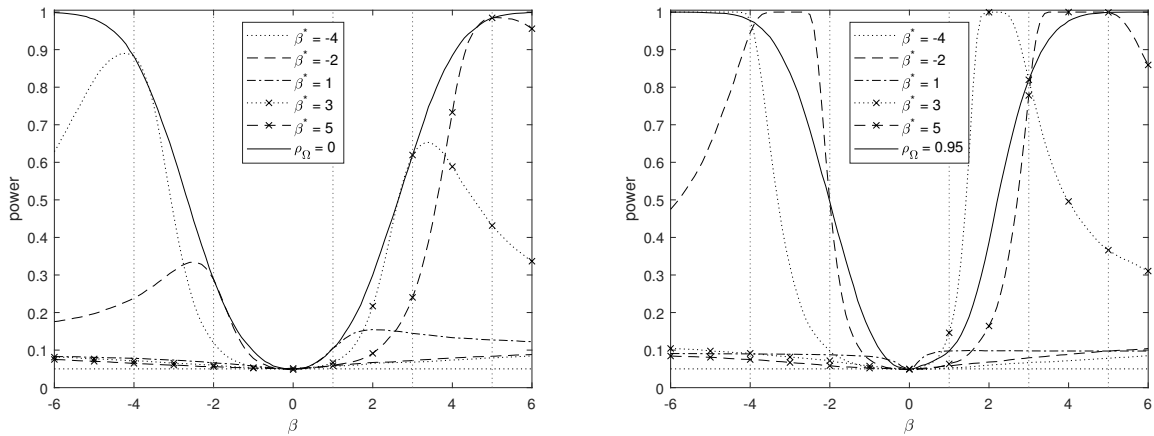 1
0.9
0.8
0.7
0.6
0.5
0.4
0.3
0.2
0.1
0
power
-6 -4 -2 0 2 4 6
β
β* = -4
β* = -2
β* = 1
β* = 3
β* = 5
ρΩ = 0
1
0.9
0.8
0.7
0.6
0.5
0.4
0.3
0.2
0.1
0
power
-6 -4 -2 0 2 4 6
β
β* = -4
β* = -2
β* = 1
β* = 3
β* = 5
ρΩ = 0.95